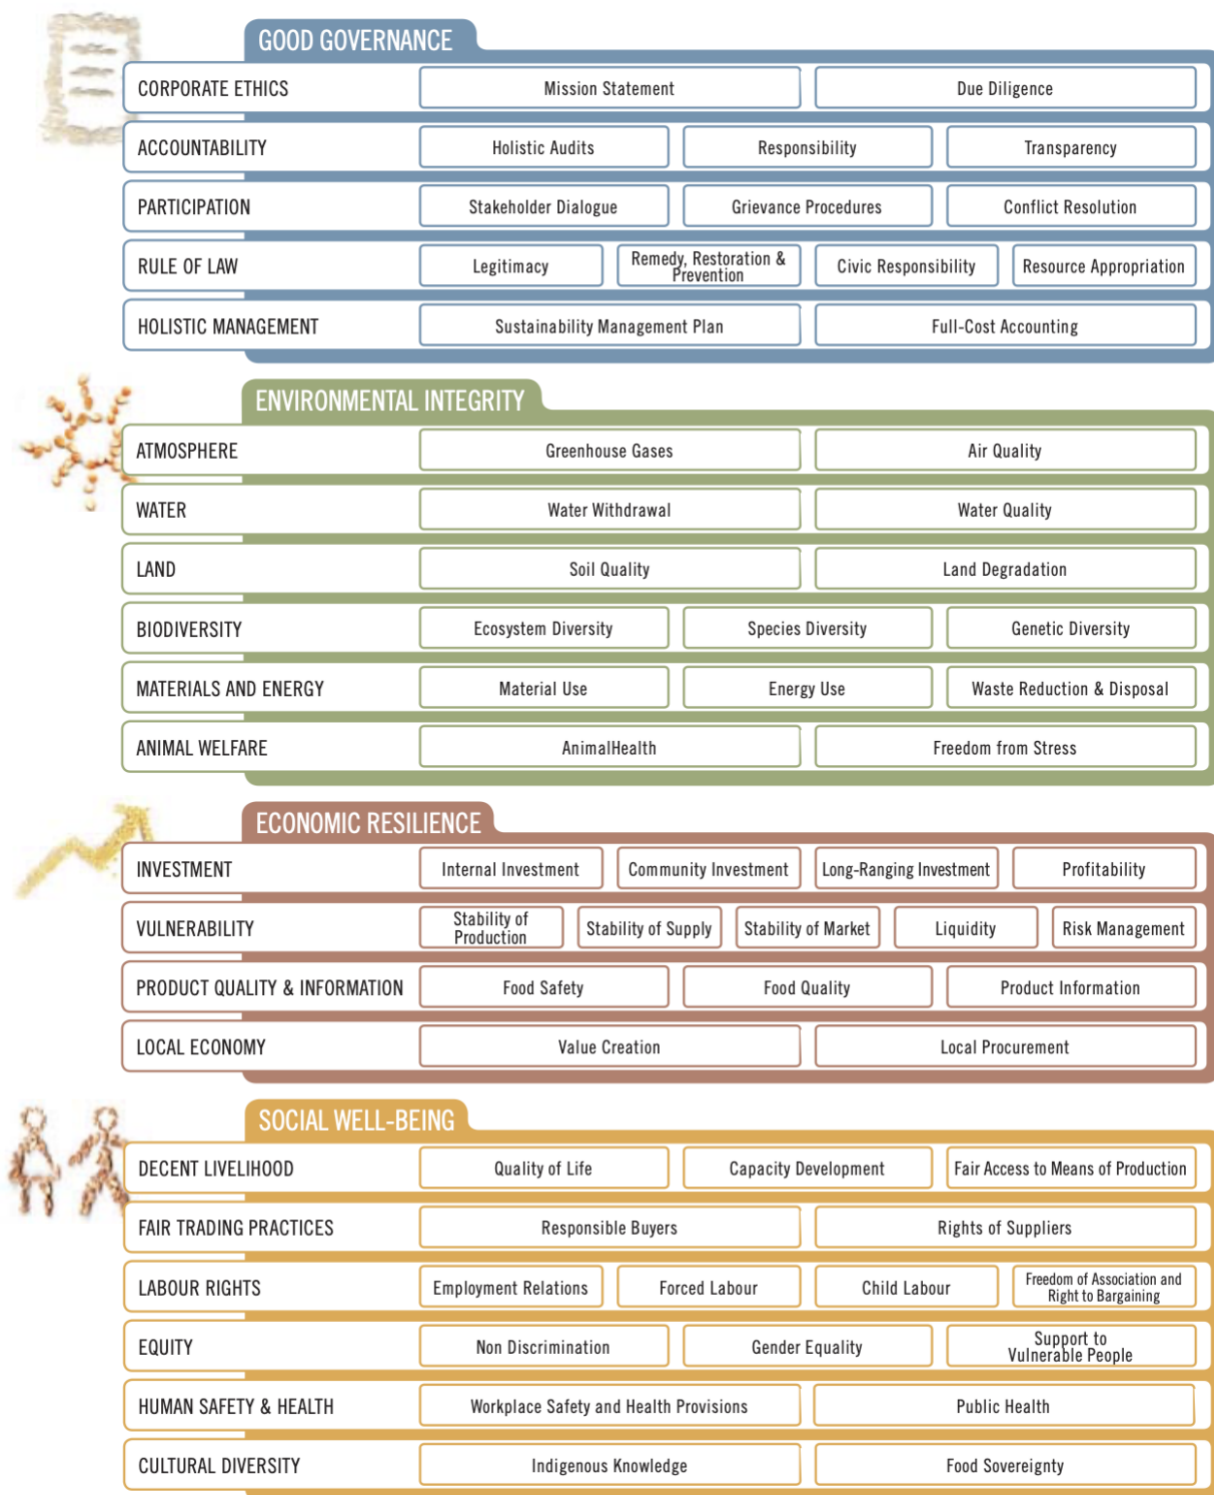 GOOD GOVERNANCE
CORPORATE ETHICS
Mission Statement
Due Diligence
ACCOUNTABILITY
Holistic Audits
Responsibility
Transparency
PARTICIPATION
Stakeholder Dialogue
Grievance Procedures
Conflict Resolution
RULE OF LAW
Legitimacy
Remedy, Restoration &
Prevention
Civic Responsibility
Resource Appropriation
HOLISTIC MANAGEMENT
Sustainability Management Plan
Full-Cost Accounting
ENVIRONMENTAL INTEGRITY
ATMOSPHERE
Greenhouse Gases
Air Quality
WATER
Water Withdrawal
Water Quality
LAND
Soil Quality
Land Degradation
BIODIVERSITY
Ecosystem Diversity
Species Diversity
Genetic Diversity
MATERIALS AND ENERGY
Material Use
Energy Use
Waste Reduction & Disposal
ANIMAL WELFARE
AnimalHealth
Freedom from Stress
ECONOMIC RESILIENCE
INVESTMENT
Internal Investment
Community Investment
Long-Ranging Investment
Profitability
VULNERABILITY
Stability of
Production
Stability of Supply
Stability of Market
Liquidity
Risk Management
PRODUCT QUALITY & INFORMATION
Food Safety
Food Quality
Product Information
LOCAL ECONOMY
Value Creation
Local Procurement
SOCIAL WELL-BEING
DECENT LIVELIHOOD
Quality of Life
Capacity Development
Fair Access to Means of Production
FAIR TRADING PRACTICES
Responsible Buyers
Rights of Suppliers
LABOUR RIGHTS
Employment Relations
Forced Labour
Child Labour
Freedom of Association and
Right to Bargaining
EQUITY
Non Discrimination
Gender Equality
Support to
Vulnerable People
HUMAN SAFETY & HEALTH
Workplace Safety and Health Provisions
Public Health
CULTURAL DIVERSITY
Indigenous Knowledge
Food Sovereignty